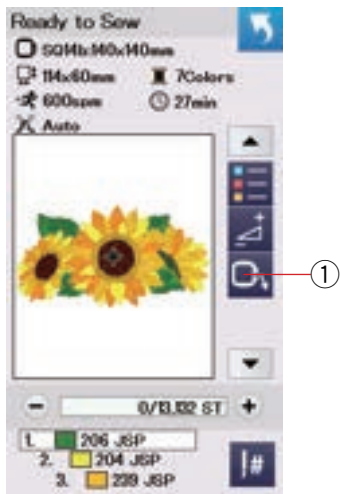 Ready to Sew
SQ14b:140x140mm
114x60mm 7Colors
600spm 27min
Auto
1
0/13,132 ST
1. 206 JSP
2. 204 JSP
3. 239 JSP
#